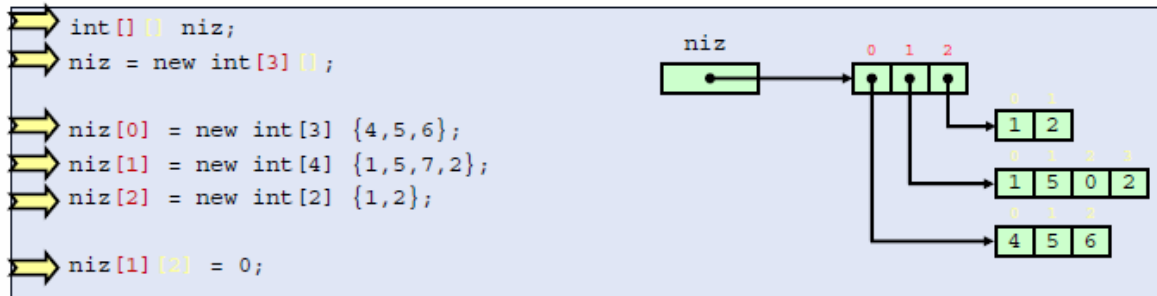 int[][] niz;
niz = new int[3][];
niz[0] = new int[3] {4,5,6};
niz[1] = new int[4] {1,5,7,2};
niz[2] = new int[2] {1,2};
niz[1][2] = 0;
niz
0 1 2
0 1
1 2
0 1 2 3
1 5 0 2
0 1 2
4 5 6